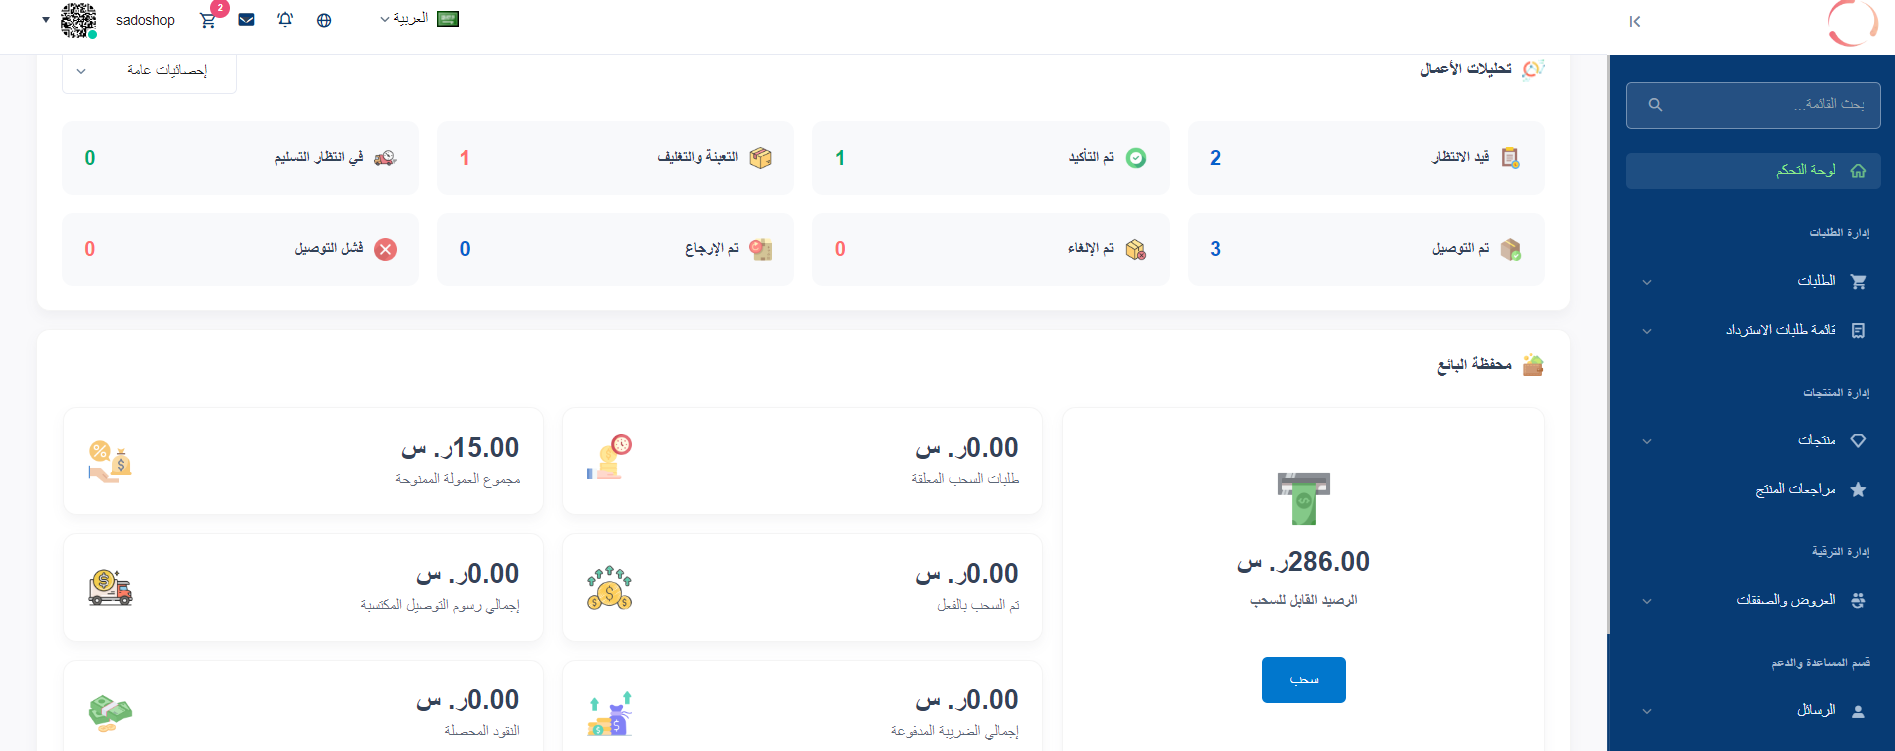 العربية
sadoshop
2
بحث القائمة...
لوحة التحكم
إدارة الطلبات
الطلبات
قائمة طلبات الاسترداد
إدارة المنتجات
منتجات
مراجعات المنتج
إدارة الترقية
العروض والصفقات
قسم المساعدة والدعم
الرسائل
تحليلات الأعمال
إحصائيات عامة
قيد الانتظار
2
تم التأكيد
1
التعبئة والتغليف
1
في انتظار التسليم
0
تم التوصيل
3
تم الإلغاء
0
تم الإرجاع
0
فشل التوصيل
0
محفظة البائع
286.00ر. س
الرصيد القابل للسحب
سحب
0.00ر. س
طلبات السحب المعلقة
15.00ر. س
مجموع العمولة الممنوحة
0.00ر. س
تم السحب بالفعل
0.00ر. س
إجمالي رسوم التوصيل المكتسبة
0.00ر. س
إجمالي الضريبة المدفوعة
0.00ر. س
النقود المحصلة